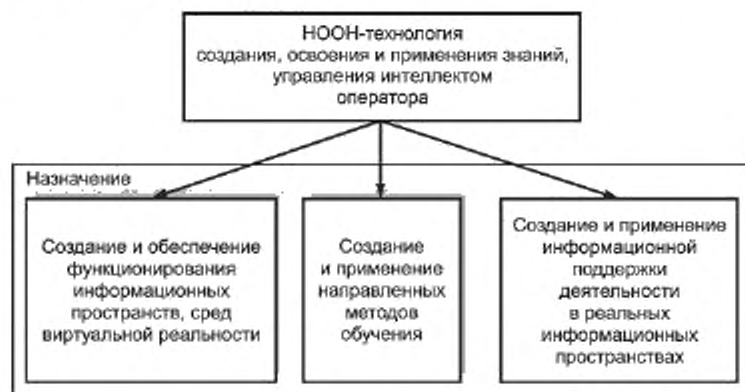 НООН-технология
создания, освоения и применения знаний,
управления интеллектом
оператора
Назначение
Создание и обеспечение
функционирования
информационных
пространств, сред
виртуальной реальности
Создание
и применение
направленных
методов
обучения
Создание и применение
информационной
поддержки
деятельности
в реальных
информационных
пространствах